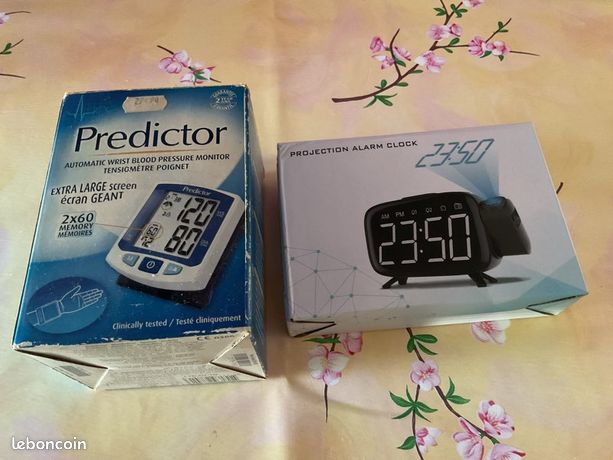 Predictor
AUTOMATIC WRIST BLOOD PRESSURE MONITOR
TENSIOMÈTRE POIGNET
EXTRA LARGE screen
écran GEANT
2x60
MEMORY
MÉMOIRES
Predictor
120
80
Clinically tested / Testé cliniquement
PROJECTION ALARM CLOCK
23:50
AM PM
23:50
leboncoin